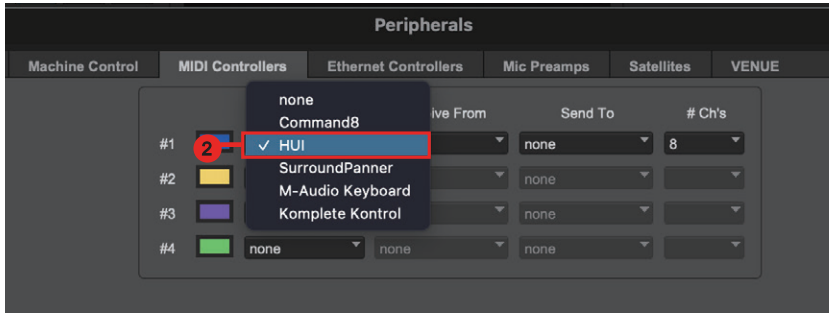 Peripherals
Machine Control MIDI Controllers Ethernet Controllers Mic Preamps Satellites VENUE
none
Command8
✓ HUI
SurroundPanner
M-Audio Keyboard
Komplete Kontrol
ive From Send To # Ch's
#1 2 none 8
#2 none
#3 none
#4 none none none